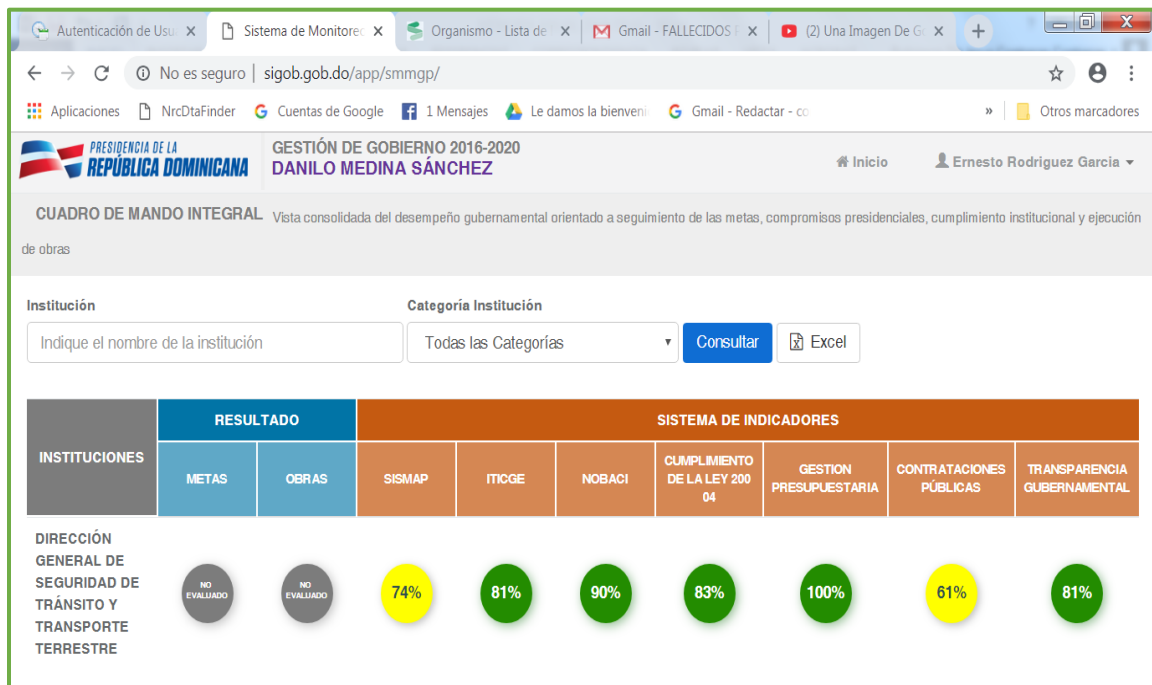 Autenticación de Usu
Sistema de Monitorec
Organismo - Lista de
Gmail - FALLECIDOS
(2) Una Imagen De G
No es seguro | sigob.gob.do/app/smmgp/
Aplicaciones
NrcDtaFinder
Cuentas de Google
1 Mensajes
Le damos la bienveni
Gmail - Redactar - co
»
Otros marcadores
PRESIDENCIA DE LA
REPÚBLICA DOMINICANA
GESTIÓN DE GOBIERNO 2016-2020
DANILO MEDINA SÁNCHEZ
Inicio
Ernesto Rodriguez Garcia
CUADRO DE MANDO INTEGRAL Vista consolidada del desempeño gubernamental orientado a seguimiento de las metas, compromisos presidenciales, cumplimiento institucional y ejecución
de obras
Institución
Categoría Institución
Indique el nombre de la institución
Todas las Categorías
Consultar
Excel
INSTITUCIONES
RESULTADO
SISTEMA DE INDICADORES
METAS
OBRAS
SISMAP
ITICGE
NOBACI
CUMPLIMIENTO
DE LA LEY 200
04
GESTION
PRESUPUESTARIA
CONTRATACIONES
PÚBLICAS
TRANSPARENCIA
GUBERNAMENTAL
DIRECCIÓN
GENERAL DE
SEGURIDAD DE
TRÁNSITO Y
TRANSPORTE
TERRESTRE
NO
EVALUADO
NO
EVALUADO
74%
81%
90%
83%
100%
61%
81%